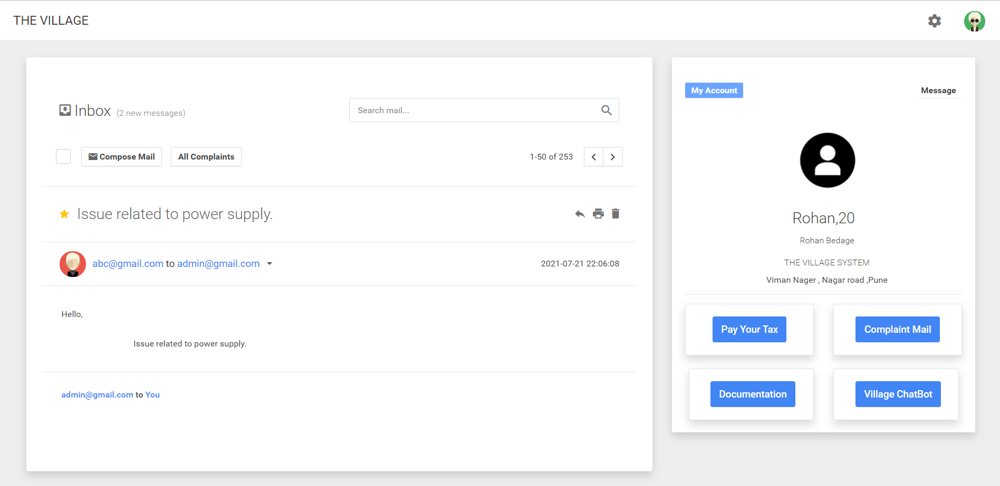 THE VILLAGE
Inbox (2 new messages)
Search mail...
Compose Mail
All Complaints
1-50 of 253
Issue related to power supply.
abc@gmail.com to admin@gmail.com
2021-07-21 22:06:08
Hello,
Issue related to power supply.
admin@gmail.com to You
My Account
Message
Rohan,20
Rohan Bedage
THE VILLAGE SYSTEM
Viman Nager , Nagar road ,Pune
Pay Your Tax
Complaint Mail
Documentation
Village ChatBot